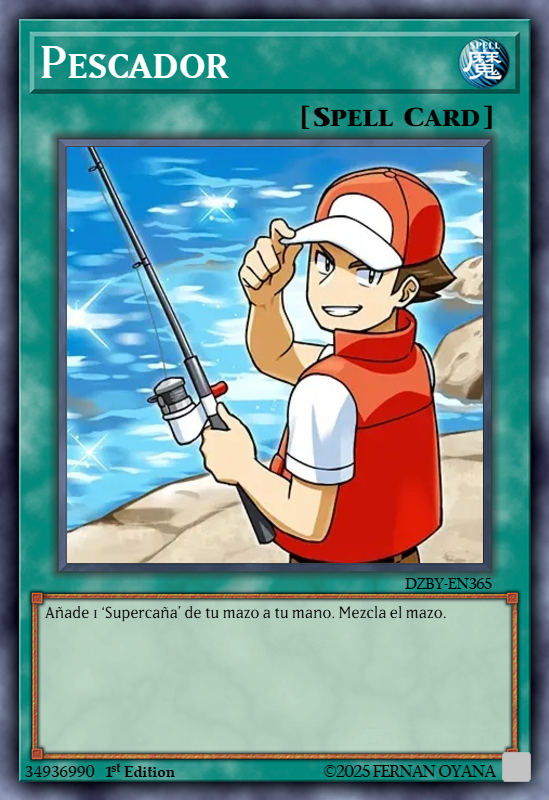 Pescador
SPELL
魔
[Spell Card]
DZBY-EN365
Añade 1 ‘Supercaña’ de tu mazo a tu mano. Mezcla el mazo.
34936990 1st Edition ©2025 FERNAN OYANA